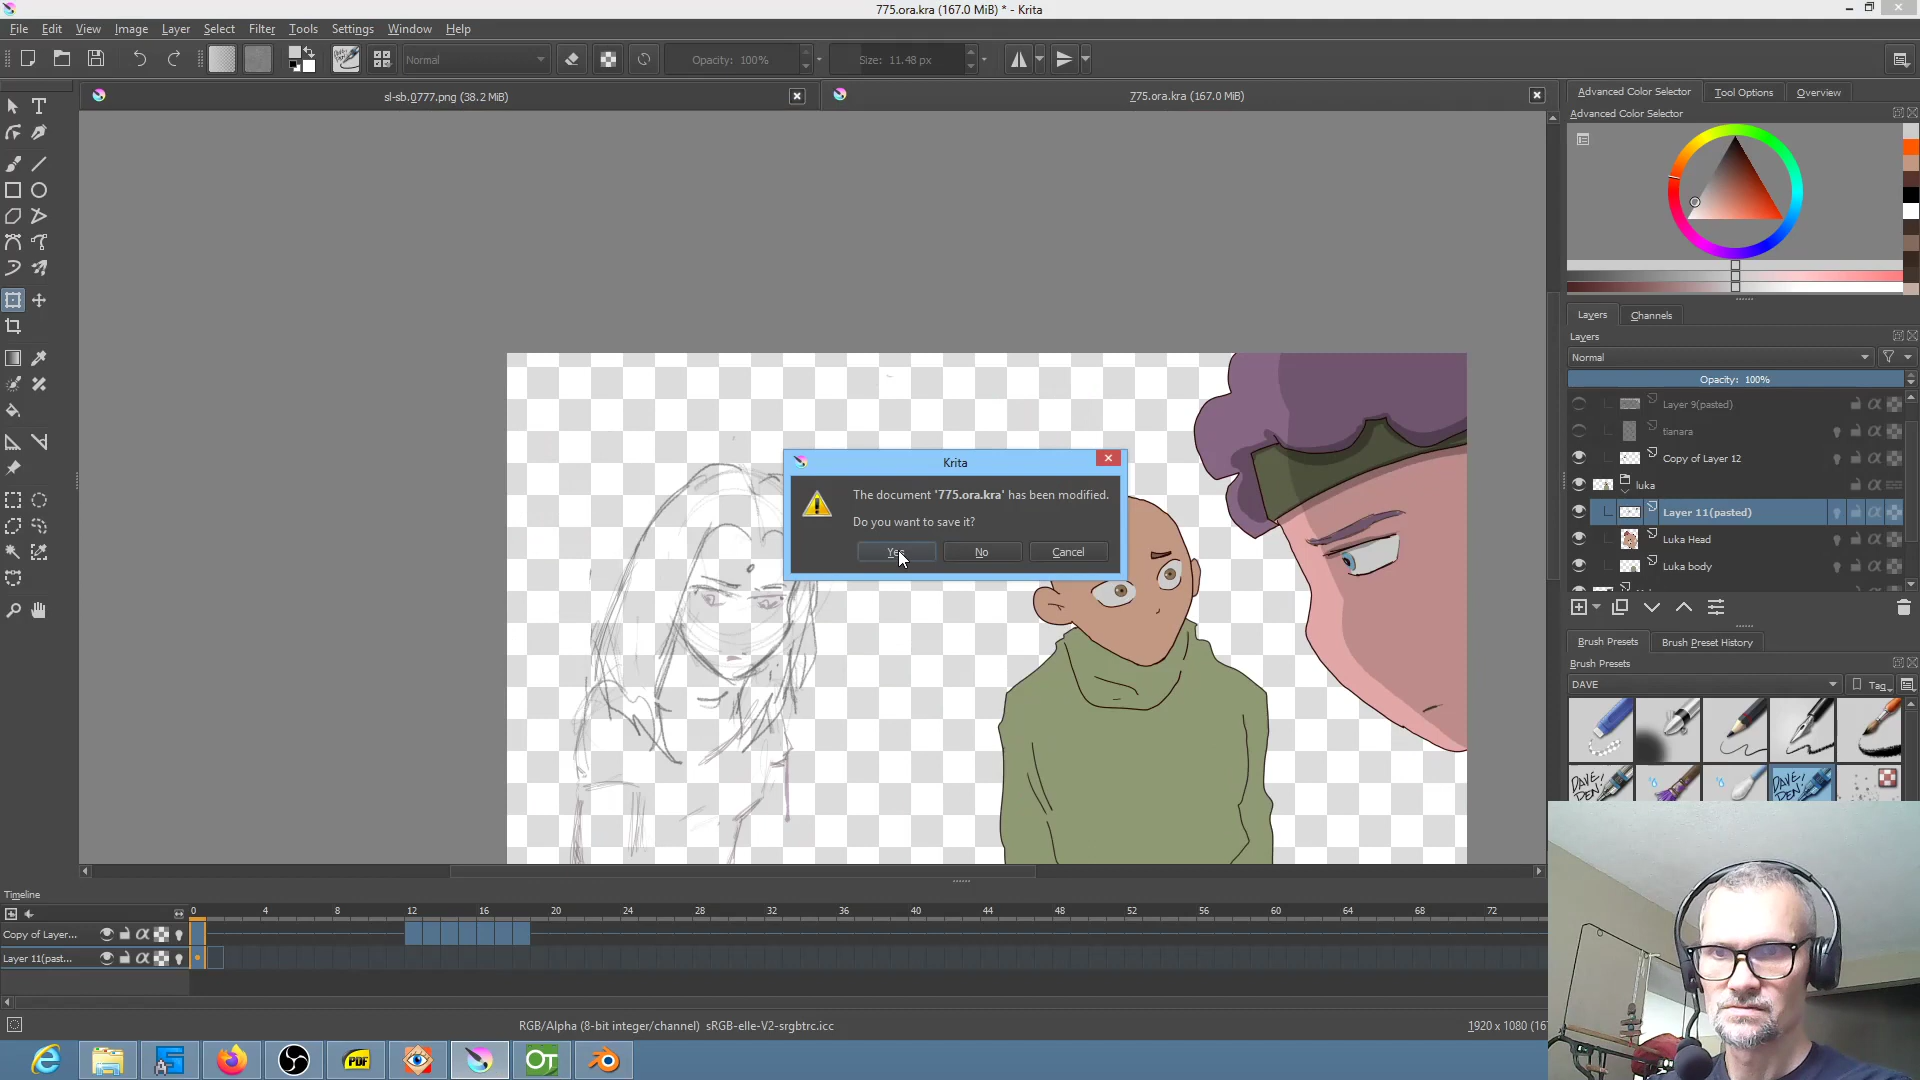 775.ora.kra (167.0 MiB) * - Krita
File Edit View Image Layer Select Filter Tools Settings Window Help
Normal Opacity: 100% Size: 11.48 px
sl-sb.0777.png (38.2 MiB) 775.ora.kra (167.0 MiB)
Advanced Color Selector Tool Options Overview
Advanced Color Selector
Layers Channels
Layers
Normal
Opacity: 100%
Layer 9(pasted)
tianara
Copy of Layer 12
luka
Layer 11(pasted)
Luka Head
Luka body
Krita
The document '775.ora.kra' has been modified.
Do you want to save it?
Yes No Cancel
Brush Presets Brush Preset History
Brush Presets
DAVE Tag
Timeline
0 4 8 12 16 20 24 28 32 36 40 44 48 52 56 60 64 68 72
Copy of Layer...
Layer 11(past...
RGB/Alpha (8-bit integer/channel) sRGB-elle-V2-srgbtrc.icc
1920 x 1080 (16
PDF
OT